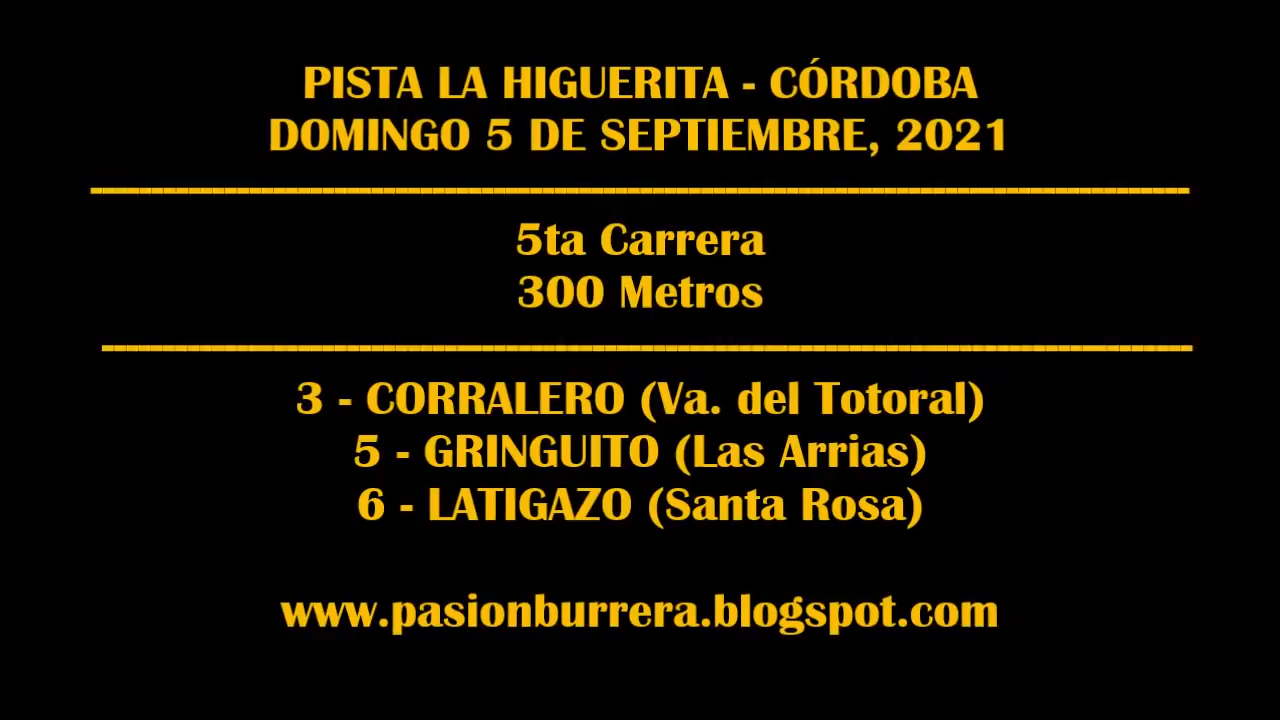 PISTA LA HIGUERITA - CÓRDOBA
DOMINGO 5 DE SEPTIEMBRE, 2021
5ta Carrera
300 Metros
3 - CORRALERO (Va. del Totoral)
5 - GRINGUITO (Las Arrias)
6 - LATIGAZO (Santa Rosa)
www.pasionburrera.blogspot.com